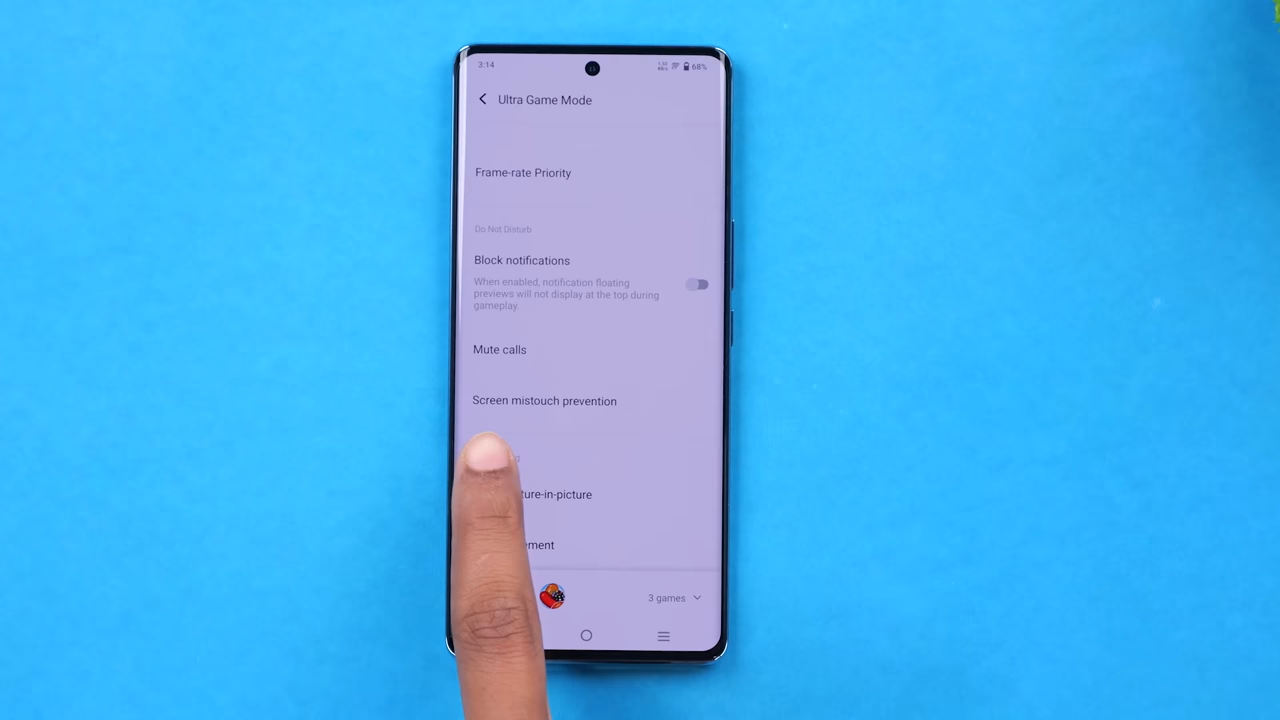 3:14
68%
Ultra Game Mode
Frame-rate Priority
Do Not Disturb
Block notifications
When enabled, notification floating
previews will not display at the top during
gameplay.
Mute calls
Screen mistouch prevention
ture-in-picture
ement
3 games